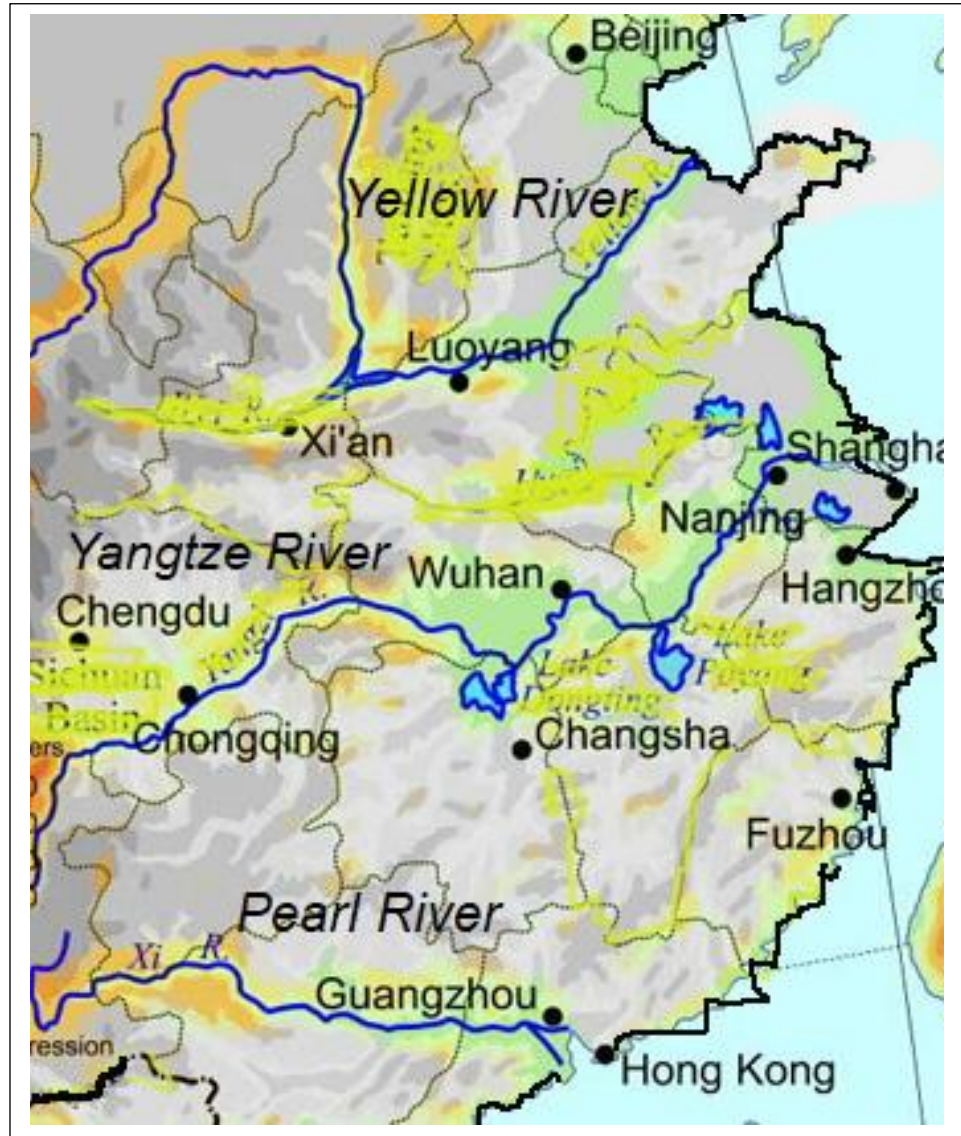 Beijing
Yellow River
Luoyang
Xi'an
Shangha
Nanjing
Yangtze River
Wuhan
Hangzho
Chengdu
R.
Lake
Lake
Sichuan
Poyang
Basin
Dongting
Chongqing
Changsha
ers
Fuzhou
Pearl River
Xi R.
Guangzhou
ression
Hong Kong